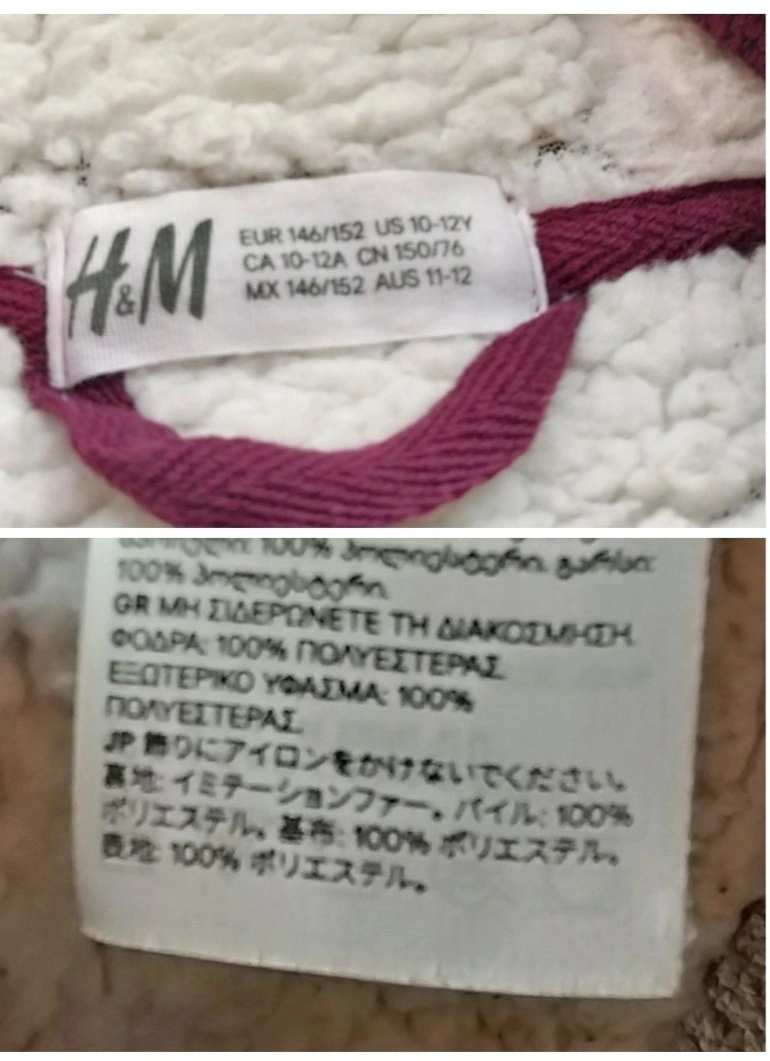 H&M
EUR 146/152 US 10-12Y
CA 10-12A CN 150/76
MX 146/152 AUS 11-12
100% პოლიესტერი. გარსი:
100% პოლიესტერი.
GR ΜΗ ΣΙΔΕΡΩΝΕΤΕ ΤΗ ΔΙΑΚΟΣΜΗΣΗ.
ΦΟΔΡΑ: 100% ΠΟΛΥΕΣΤΕΡΑΣ.
ΕΞΩΤΕΡΙΚΟ ΥΦΑΣΜΑ: 100%
ΠΟΛΥΕΣΤΕΡΑΣ.
JP 飾りにアイロンをかけないでください。
裏地: イミテーションファー。パイル: 100%
ポリエステル。基布: 100% ポリエステル。
表地: 100% ポリエステル。